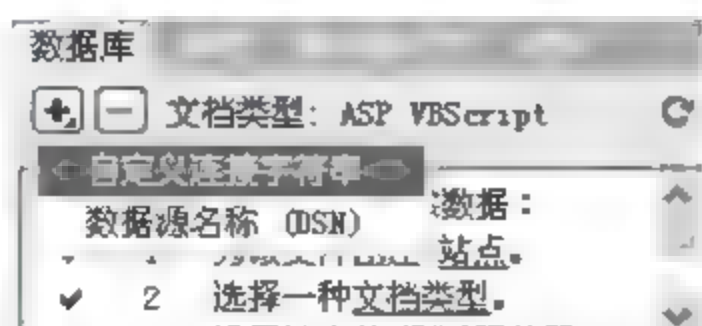 数据库
文档类型: ASP VBScript
自定义连接字符串
数据源名称 (DSN)
数据：
站点。
2 选择一种文档类型。